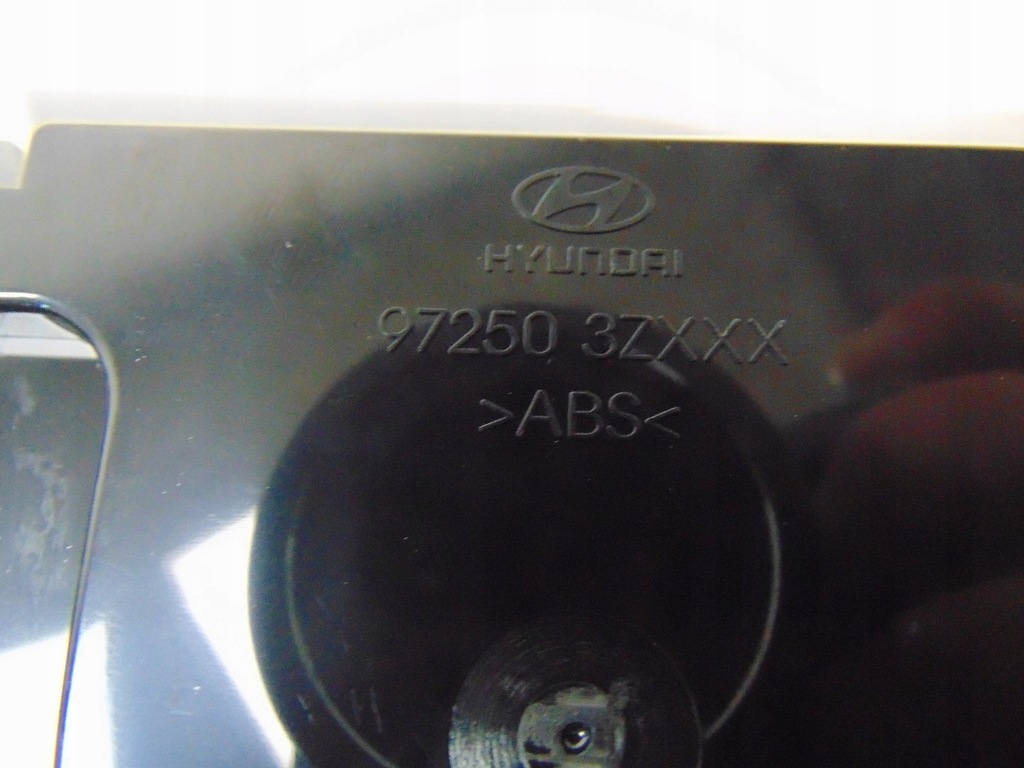 HYUNDAI
97250 3ZXXX
>ABS<